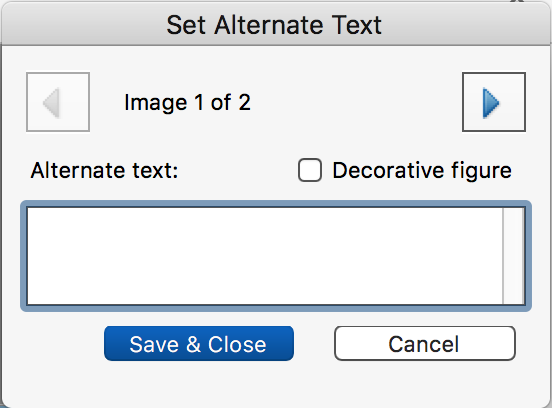 Set Alternate Text
Image 1 of 2
Alternate text:
Decorative figure
Save & Close
Cancel